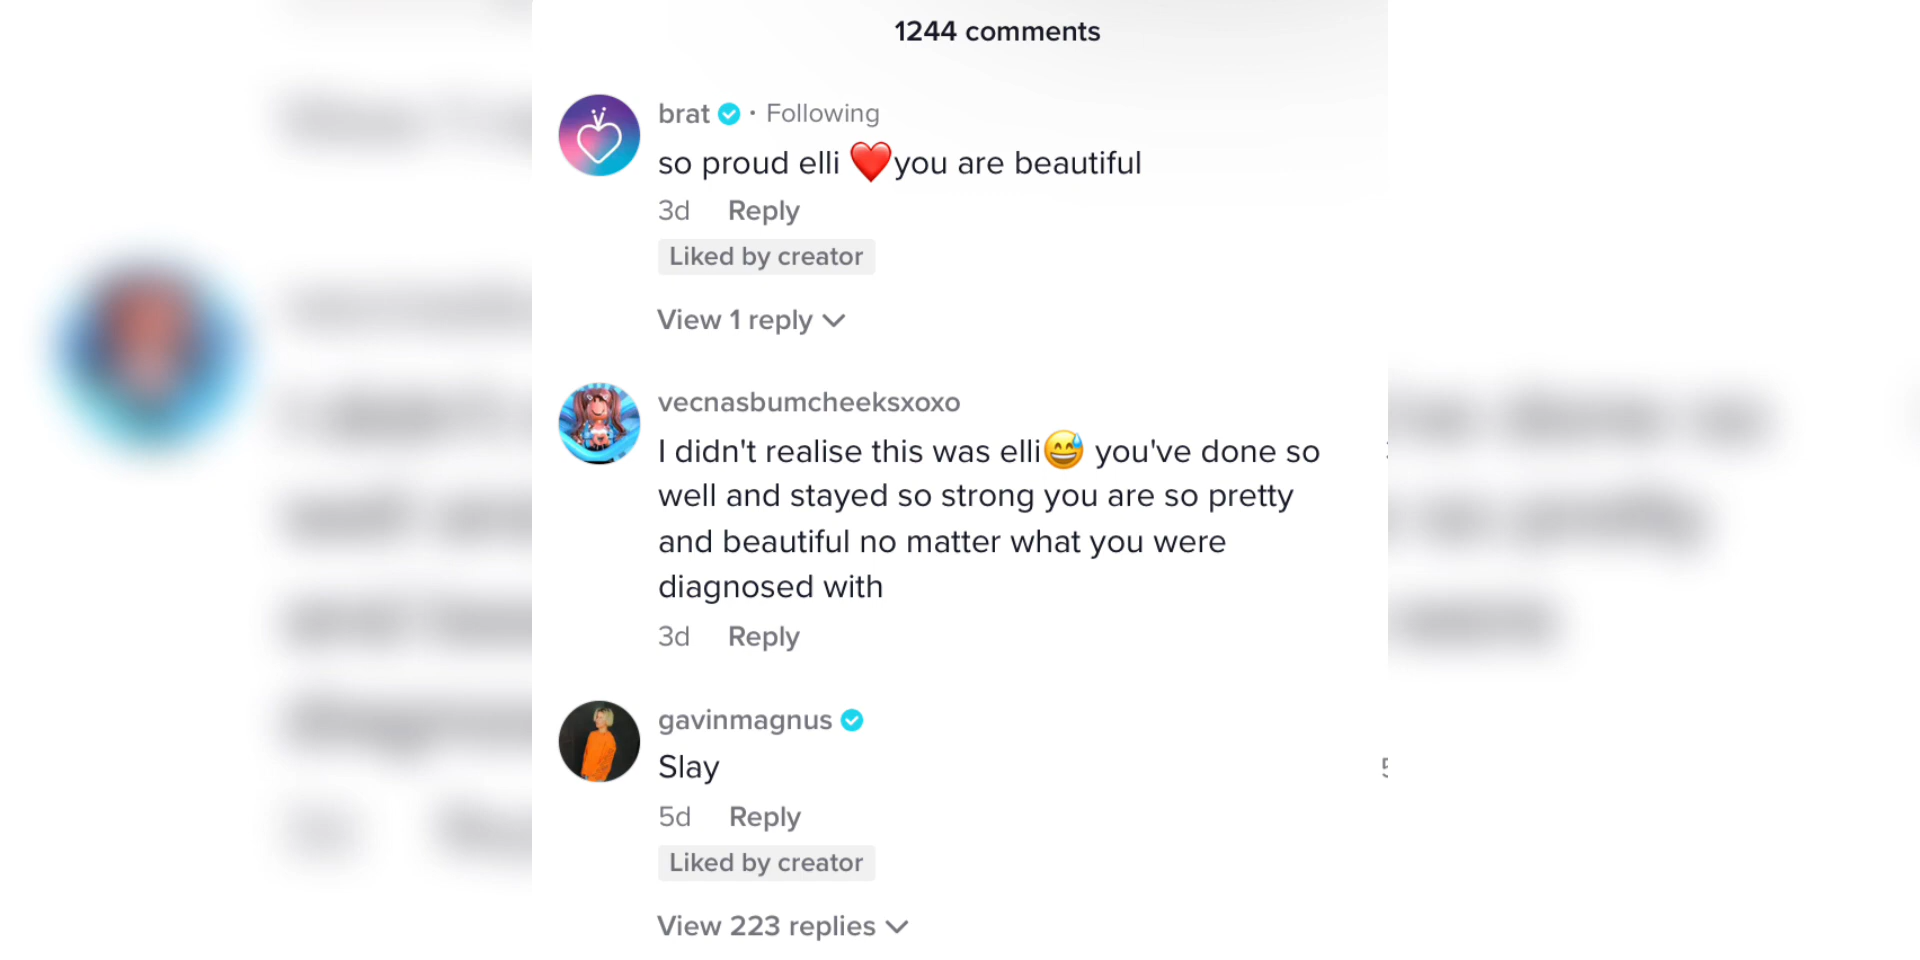 1244 comments
brat · Following
so proud elli ❤️you are beautiful
3d Reply
Liked by creator
View 1 reply
vecnasbumcheeksxoxo
I didn't realise this was elli😅 you've done so
well and stayed so strong you are so pretty
and beautiful no matter what you were
diagnosed with
3d Reply
gavinmagnus
Slay
5d Reply
Liked by creator
View 223 replies